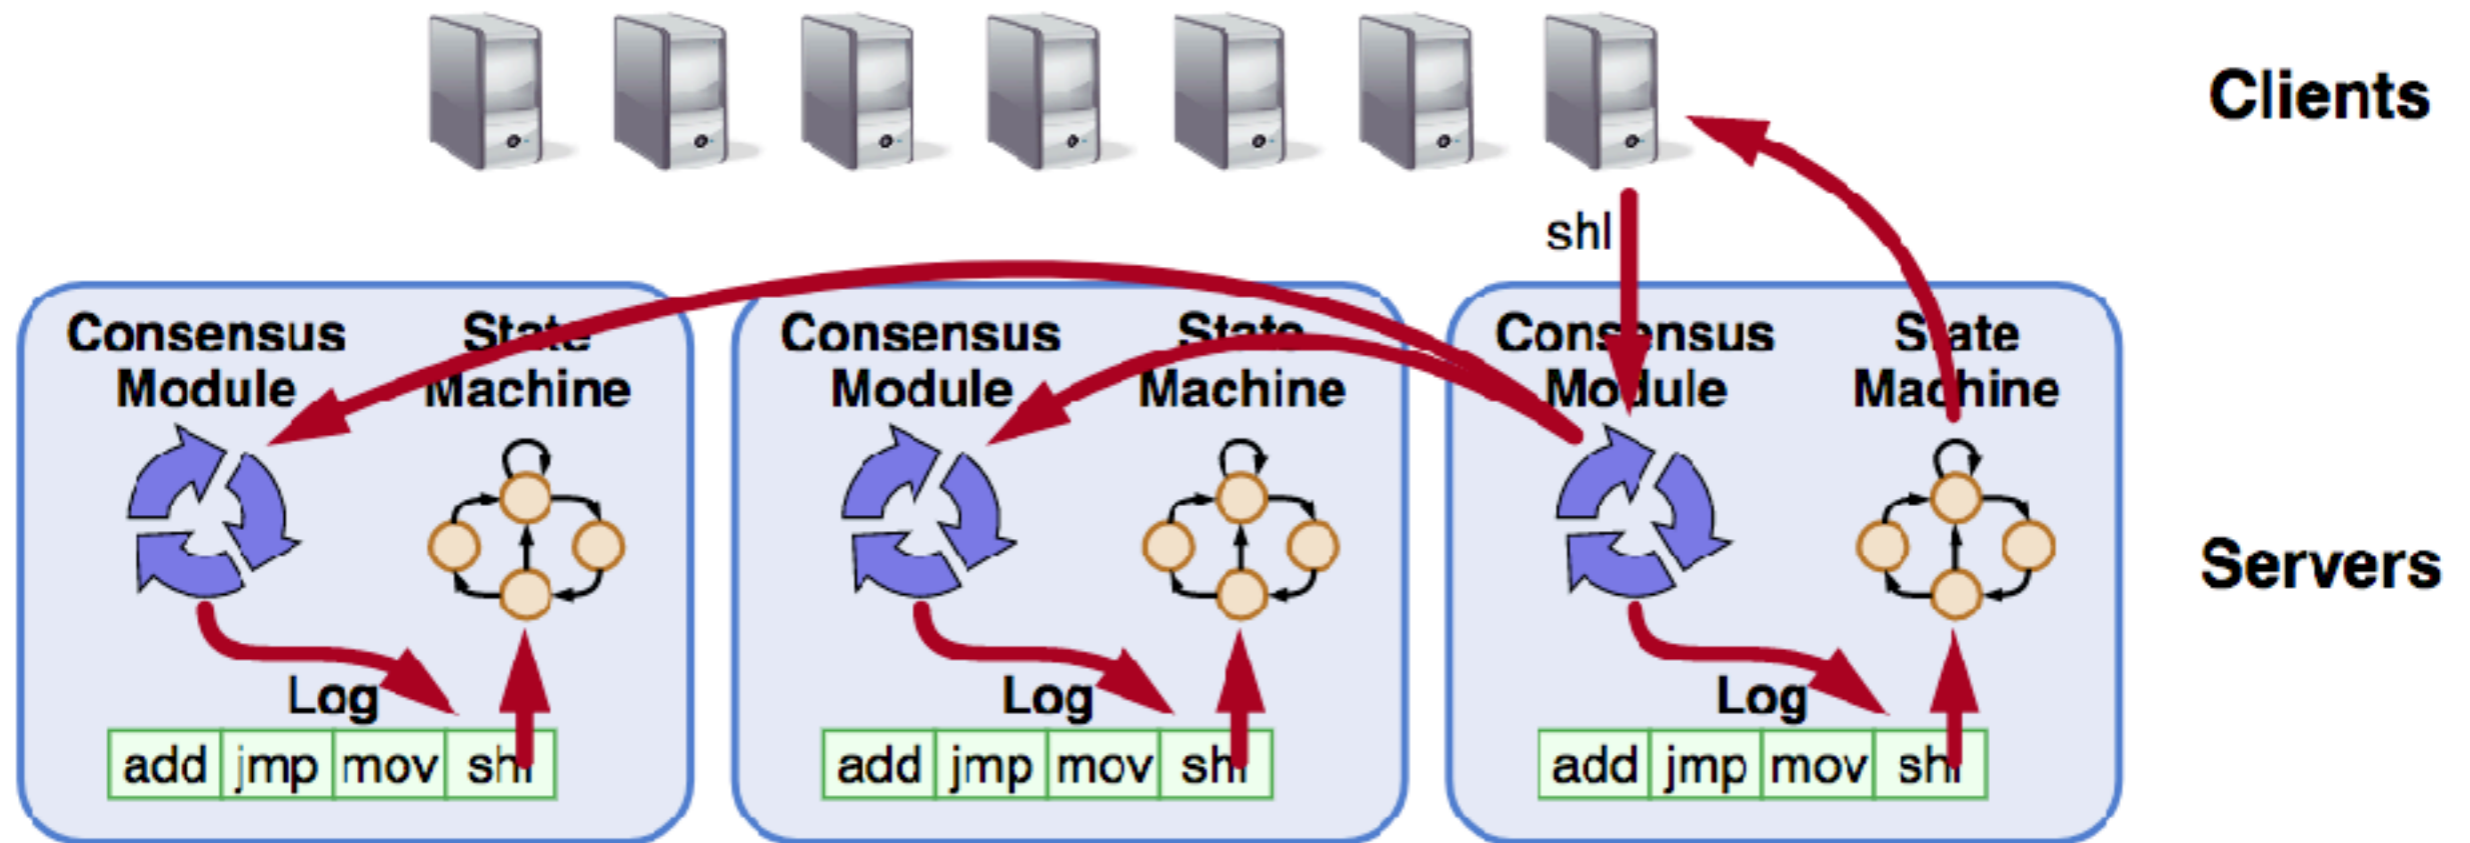 Clients
shl
Consensus Module
State Machine
Log
add jmp mov shl
Consensus Module
State Machine
Log
add jmp mov shl
Consensus Module
State Machine
Log
add jmp mov shl
Servers